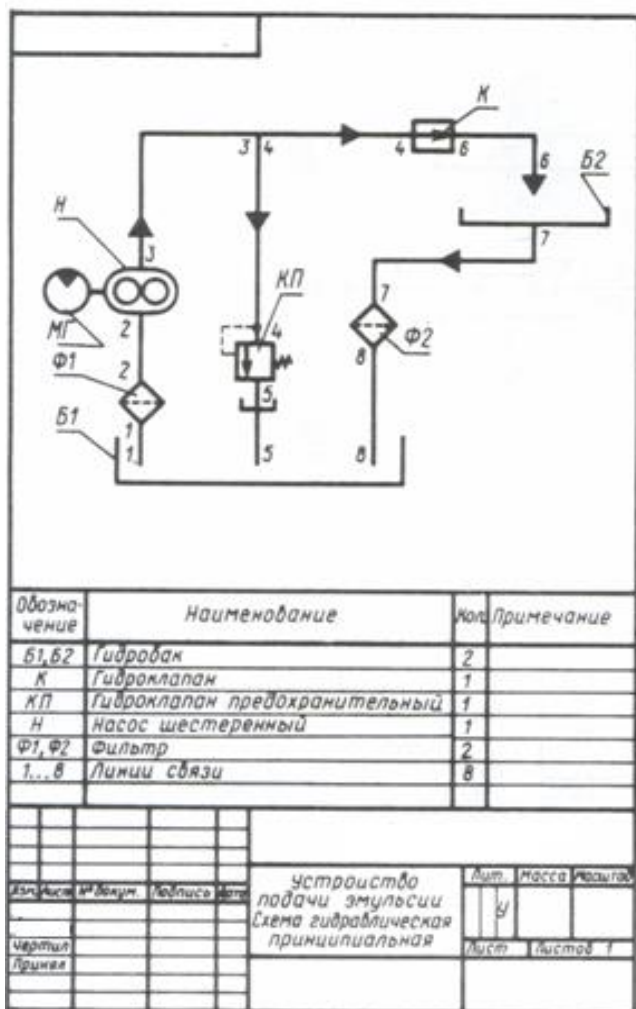 К
3 4 4 6
6
Б2
Н
3
7
КП
7
МГ
2
4
Ф2
Ф1
2
8
5
Б1
1
1
5
8
Обозна-
чение
Наименование
Кол.
Примечание
Б1,Б2 Гидробак 2
К Гидроклапан 1
КП Гидроклапан предохранительный 1
Н Насос шестеренный 1
Ф1,Ф2 Фильтр 2
1...8 Линии связи 8
Изм. Лист № докум. Подпись Дата
Чертил
Принял
Устройство
подачи эмульсии
Схема гидравлическая
принципиальная
Лит. Масса Масштаб
У
Лист Листов 1